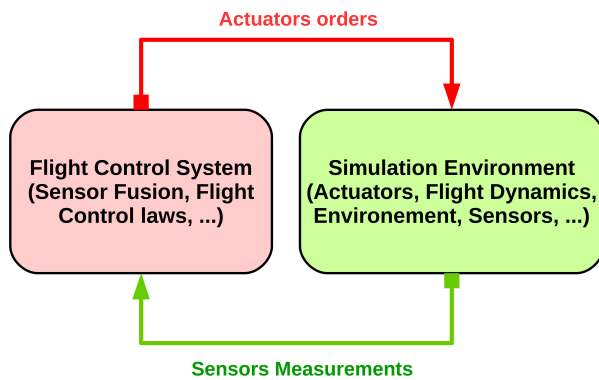 Actuators orders
Flight Control System
(Sensor Fusion, Flight
Control laws, ...)
Simulation Environment
(Actuators, Flight Dynamics,
Environement, Sensors, ...)
Sensors Measurements